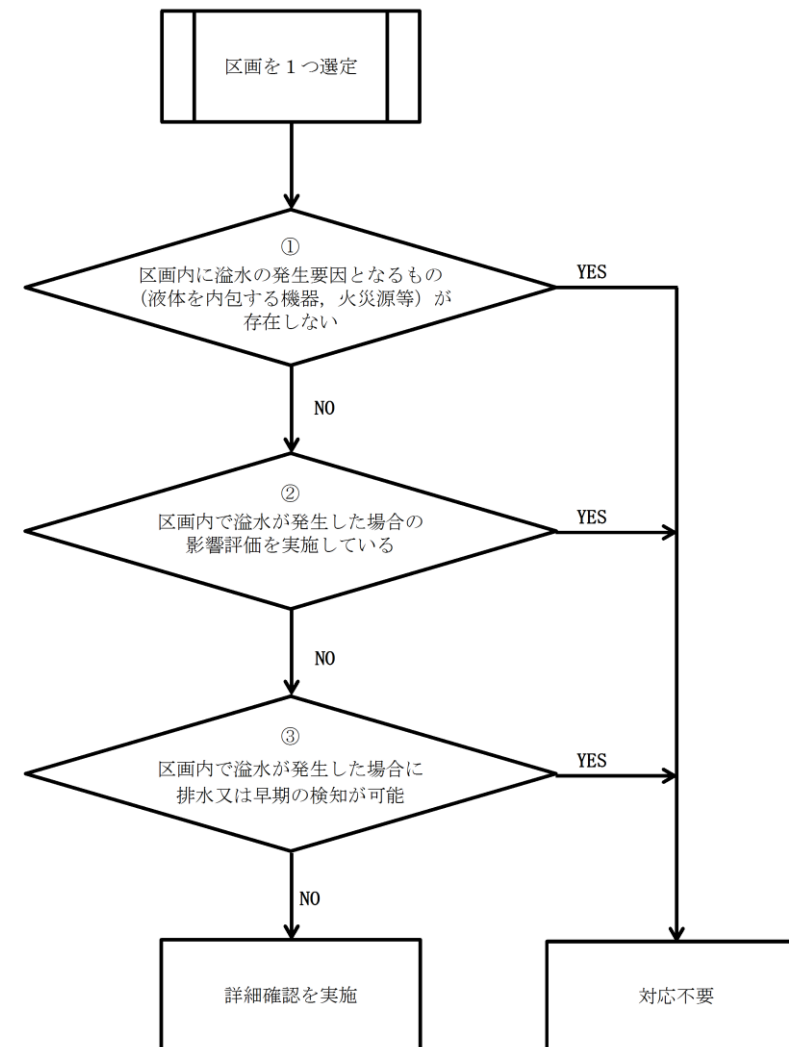 区画を１つ選定
①
区画内に溢水の発生要因となるもの
（液体を内包する機器，火災源等）が
存在しない
YES
NO
②
区画内で溢水が発生した場合の
影響評価を実施している
YES
NO
③
区画内で溢水が発生した場合に
排水又は早期の検知が可能
YES
NO
詳細確認を実施
対応不要